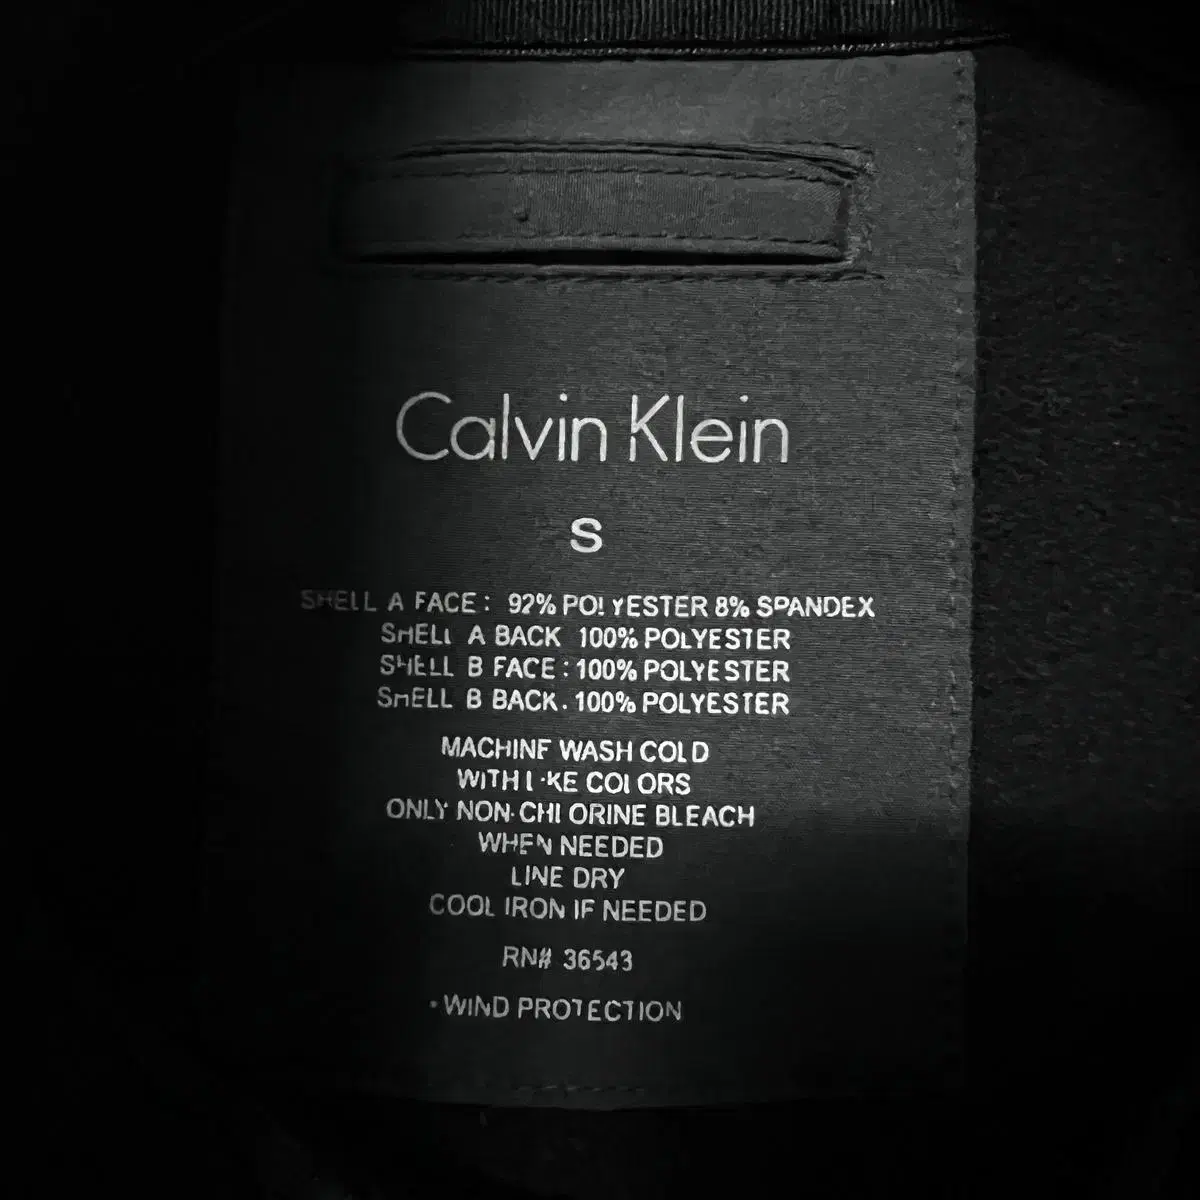 Calvin Klein
S
SHELL A FACE: 92% POLYESTER 8% SPANDEX
SHELL A BACK 100% POLYESTER
SHELL B FACE: 100% POLYESTER
SHELL B BACK. 100% POLYESTER
MACHINE WASH COLD
WITH LIKE COLORS
ONLY NON-CHLORINE BLEACH
WHEN NEEDED
LINE DRY
COOL IRON IF NEEDED
RN# 36543
• WIND PROTECTION